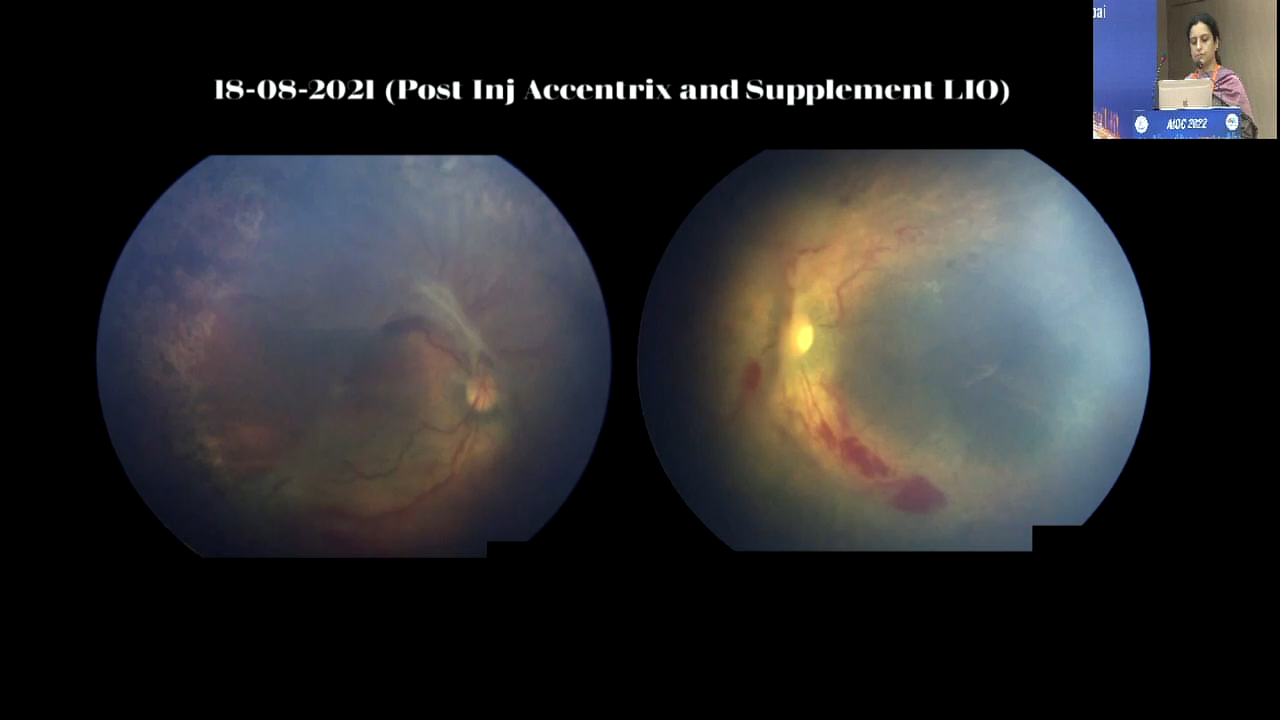 18-08-2021 (Post Inj Accentrix and Supplement LIO)
AIOC 2022